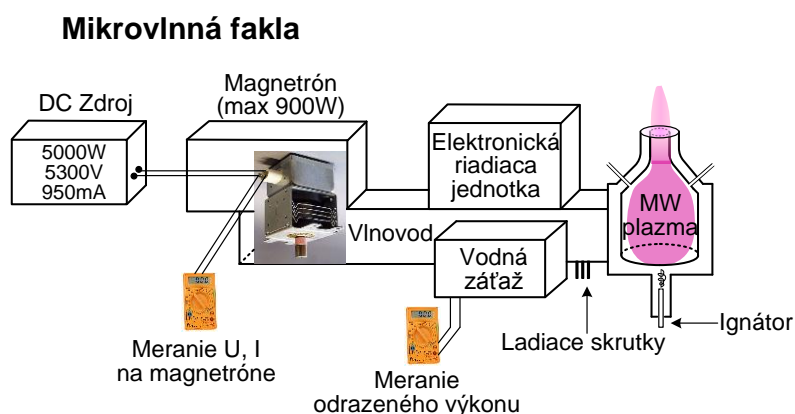 Mikrovlnná fakla
DC Zdroj
5000W
5300V
950mA
Magnetrón
(max 900W)
Elektronická
riadiaca
jednotka
MW
plazma
Vlnovod
Vodná
záťaž
Ignátor
Ladiace skrutky
Meranie U, I
na magnetróne
Meranie
odrazeného výkonu